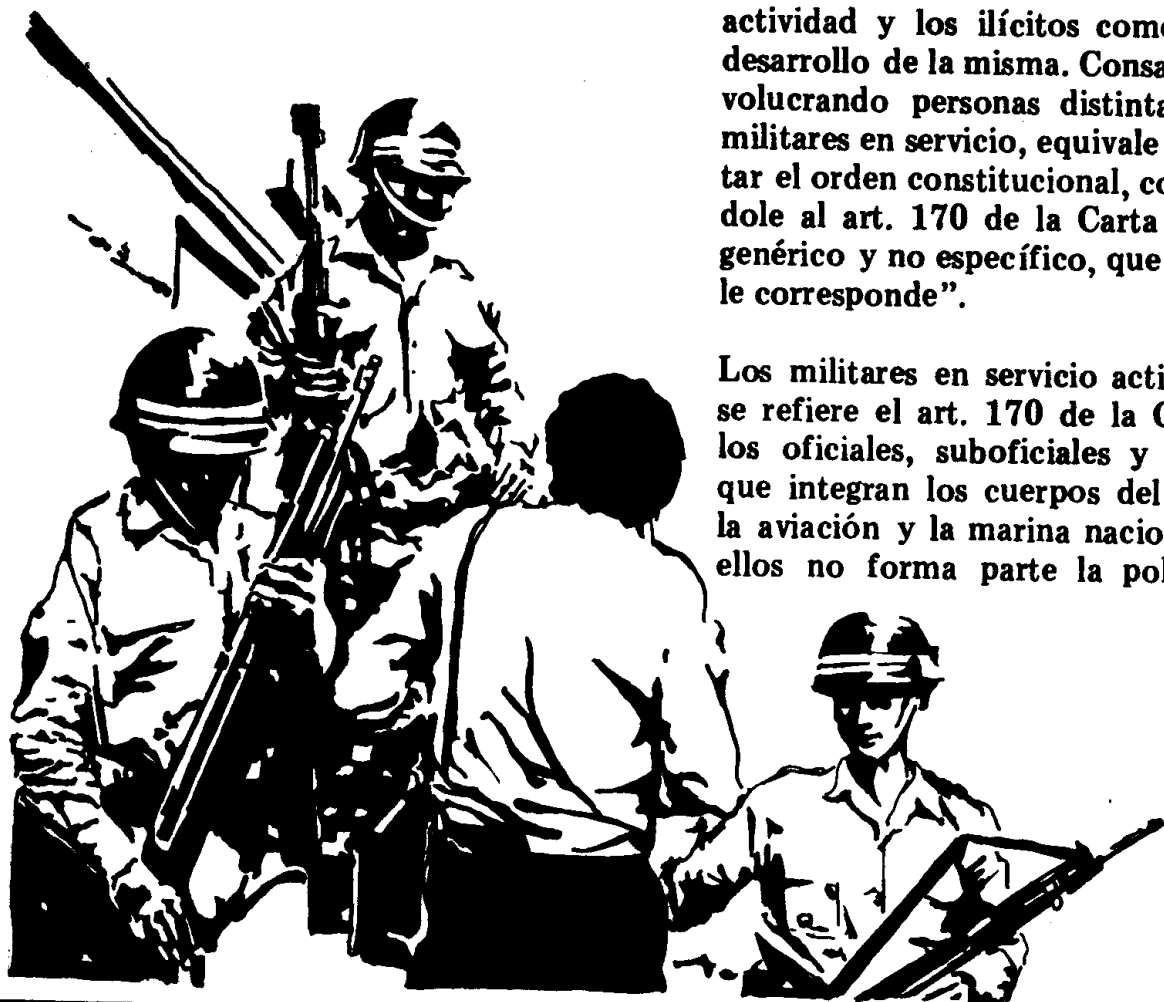 actividad y los ilícitos come
desarrollo de la misma. Consa
volucrando personas distinta
militares en servicio, equivale
tar el orden constitucional, co
dole al art. 170 de la Carta
genérico y no específico, que
le corresponde”.
Los militares en servicio acti
se refiere el art. 170 de la C
los oficiales, suboficiales y
que integran los cuerpos del
la aviación y la marina nacio
ellos no forma parte la pol